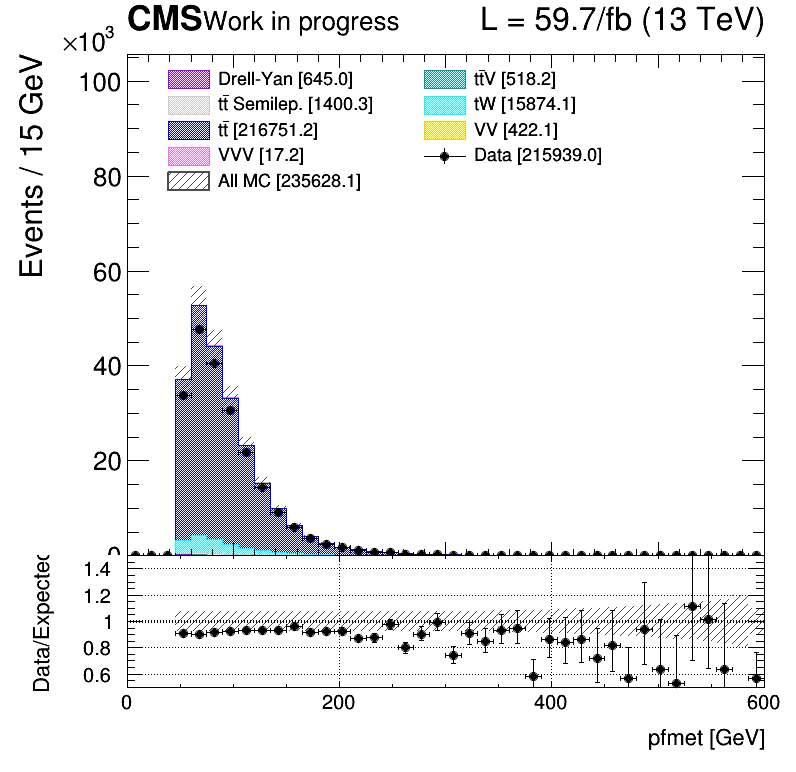 CMS Work in progress L = 59.7/fb (13 TeV)
×10³
Events / 15 GeV
100
80
60
40
20
0
Drell-Yan [645.0]
tt̄ Semilep. [1400.3]
tt̄ [216751.2]
VVV [17.2]
All MC [235628.1]
tt̄V [518.2]
tW [15874.1]
VV [422.1]
Data [215939.0]
Data/Expected
1.4
1.2
1
0.8
0.6
0 200 400 600
pfmet [GeV]